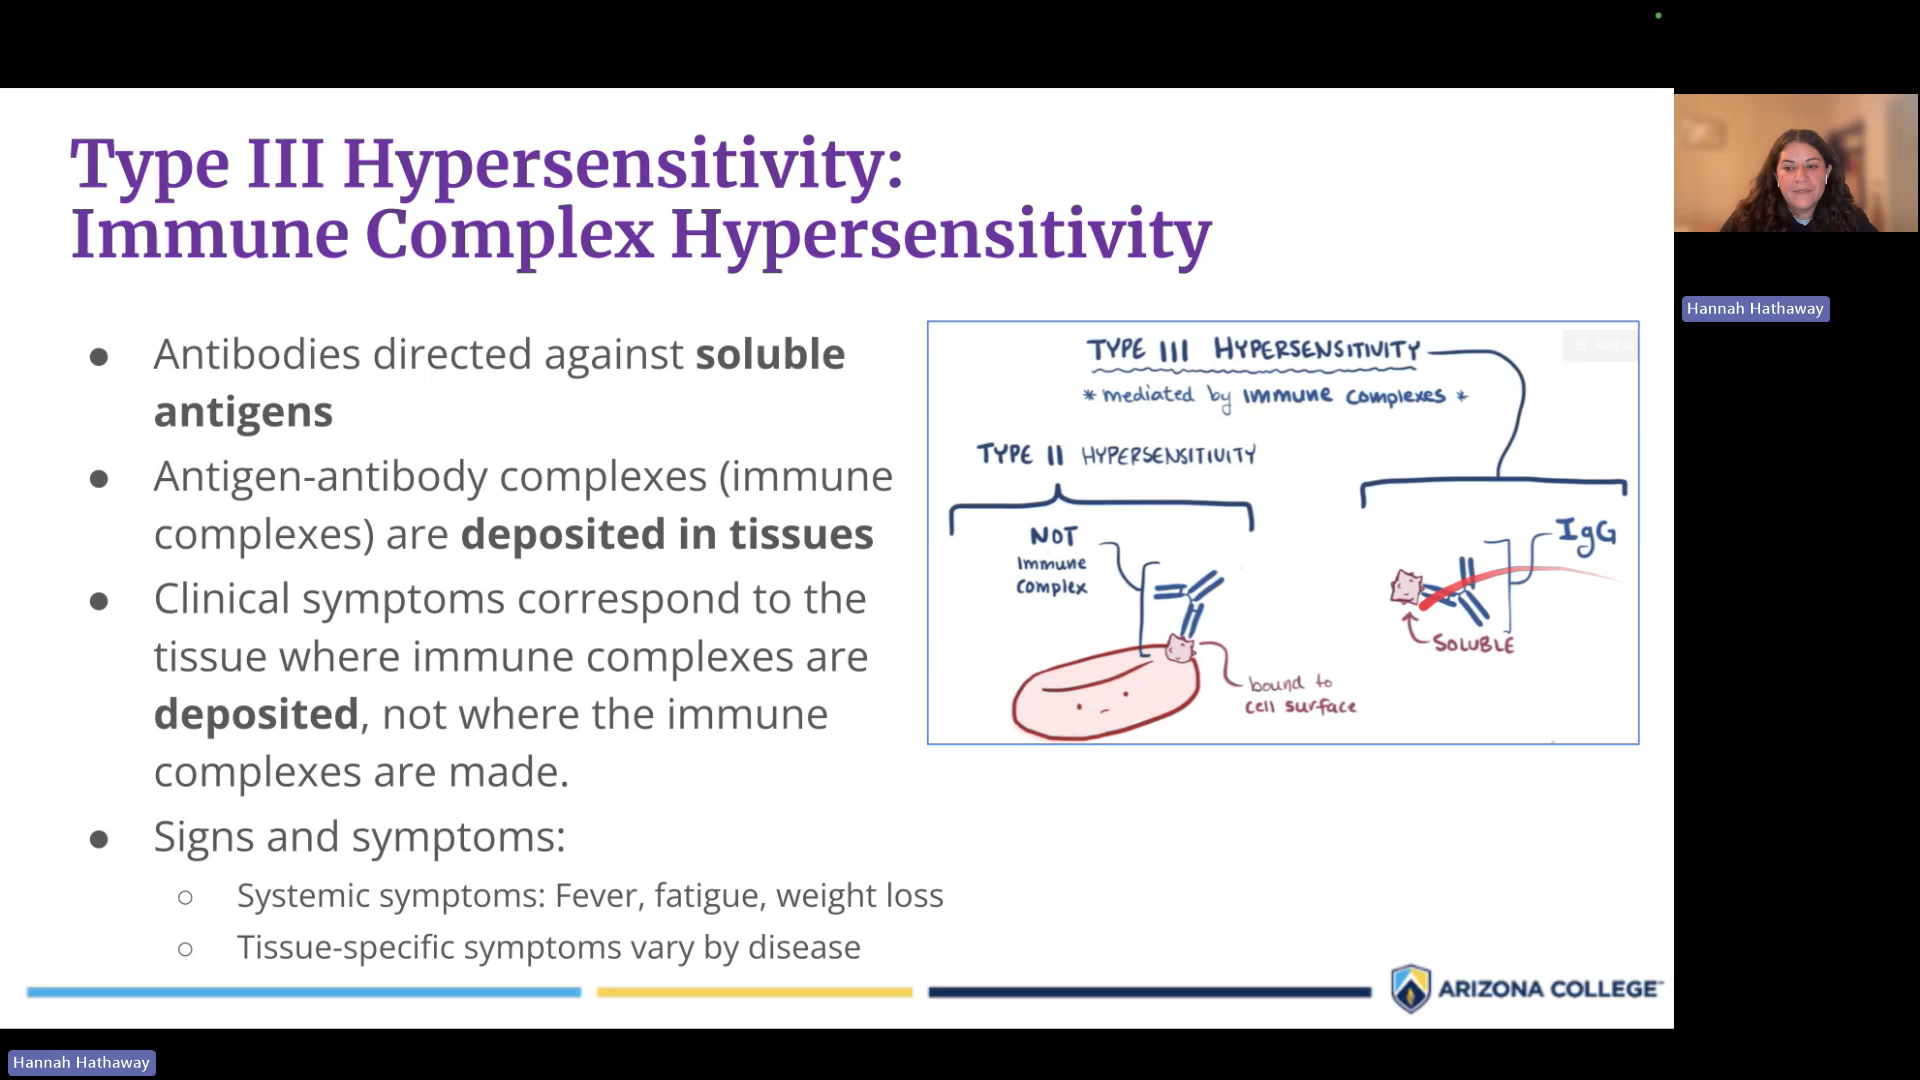 Type III Hypersensitivity:
Immune Complex Hypersensitivity
● Antibodies directed against soluble
antigens
● Antigen-antibody complexes (immune
complexes) are deposited in tissues
● Clinical symptoms correspond to the
tissue where immune complexes are
deposited, not where the immune
complexes are made.
● Signs and symptoms:
○ Systemic symptoms: Fever, fatigue, weight loss
○ Tissue-specific symptoms vary by disease
TYPE III HYPERSENSITIVITY
* mediated by IMMUNE COMPLEXES *
TYPE II HYPERSENSITIVITY
NOT
Immune
Complex
bound to
cell surface
IgG
SOLUBLE
ARIZONA COLLEGE
Hannah Hathaway
Hannah Hathaway